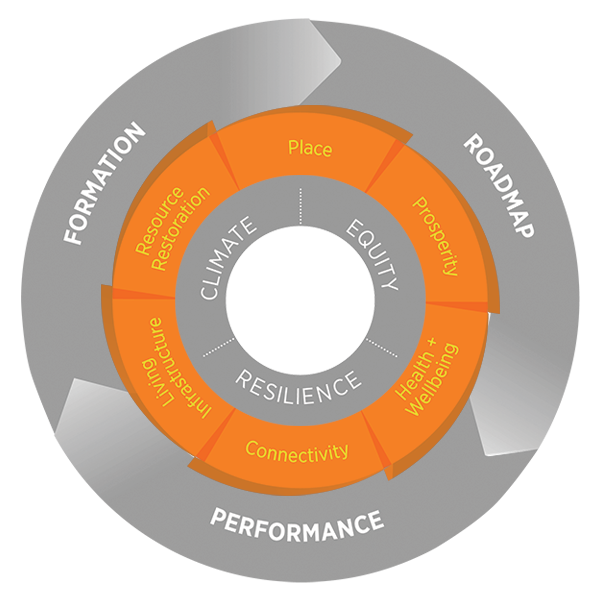 FORMATION
ROADMAP
PERFORMANCE
Place
Prosperity
Health +
Wellbeing
Connectivity
Living
Infrastructure
Resource
Restoration
CLIMATE
EQUITY
RESILIENCE